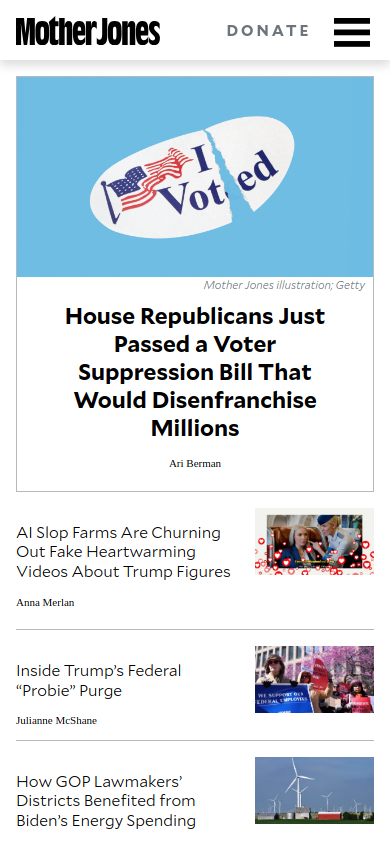 Mother Jones
DONATE
I Voted
Mother Jones illustration; Getty
House Republicans Just
Passed a Voter
Suppression Bill That
Would Disenfranchise
Millions
Ari Berman
AI Slop Farms Are Churning
Out Fake Heartwarming
Videos About Trump Figures
Anna Merlan
Inside Trump's Federal
“Probie” Purge
Julianne McShane
WE SUPPORT OUR
FEDERAL EMPLOYEES
How GOP Lawmakers’
Districts Benefited from
Biden’s Energy Spending